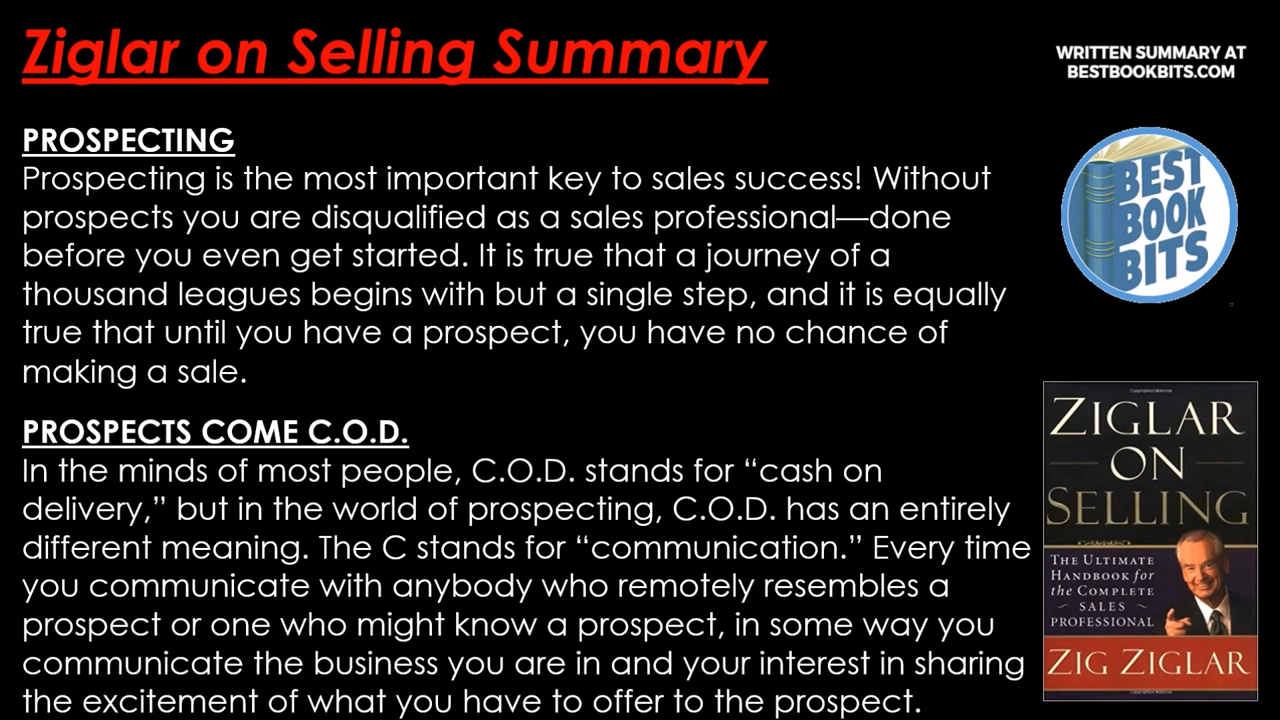 Ziglar on Selling Summary
WRITTEN SUMMARY AT
BESTBOOKBITS.COM
PROSPECTING
Prospecting is the most important key to sales success! Without
prospects you are disqualified as a sales professional—done
before you even get started. It is true that a journey of a
thousand leagues begins with but a single step, and it is equally
true that until you have a prospect, you have no chance of
making a sale.
PROSPECTS COME C.O.D.
In the minds of most people, C.O.D. stands for “cash on
delivery,” but in the world of prospecting, C.O.D. has an entirely
different meaning. The C stands for “communication.” Every time
you communicate with anybody who remotely resembles a
prospect or one who might know a prospect, in some way you
communicate the business you are in and your interest in sharing
the excitement of what you have to offer to the prospect.
BEST
BOOK
BITS
Copyrighted Material
ZIGLAR
ON
SELLING
THE ULTIMATE
HANDBOOK for
the COMPLETE
SALES
PROFESSIONAL
ZIG ZIGLAR
Copyrighted Material